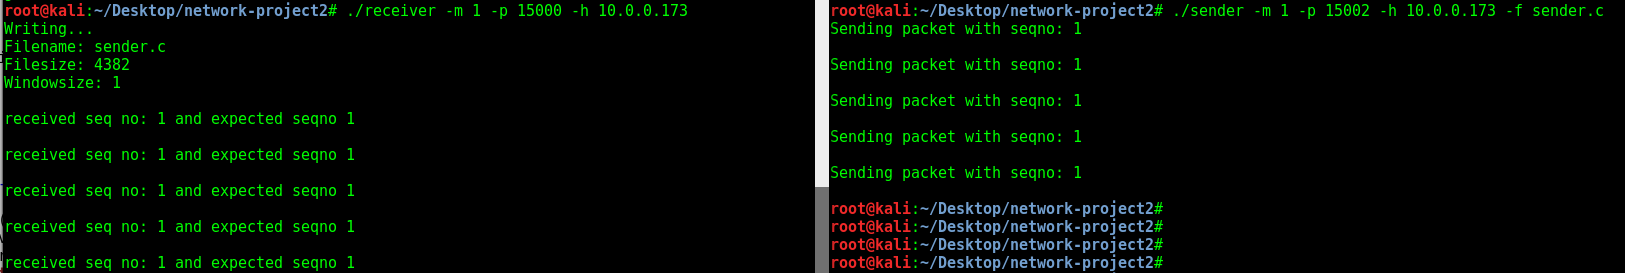 root@kali:~/Desktop/network-project2# ./receiver -m 1 -p 15000 -h 10.0.0.173
Writing...
Filename: sender.c
Filesize: 4382
Windowsize: 1
received seq no: 1 and expected seqno 1
received seq no: 1 and expected seqno 1
received seq no: 1 and expected seqno 1
received seq no: 1 and expected seqno 1
received seq no: 1 and expected seqno 1
root@kali:~/Desktop/network-project2# ./sender -m 1 -p 15002 -h 10.0.0.173 -f sender.c
Sending packet with seqno: 1
Sending packet with seqno: 1
Sending packet with seqno: 1
Sending packet with seqno: 1
Sending packet with seqno: 1
root@kali:~/Desktop/network-project2#
root@kali:~/Desktop/network-project2#
root@kali:~/Desktop/network-project2#
root@kali:~/Desktop/network-project2#